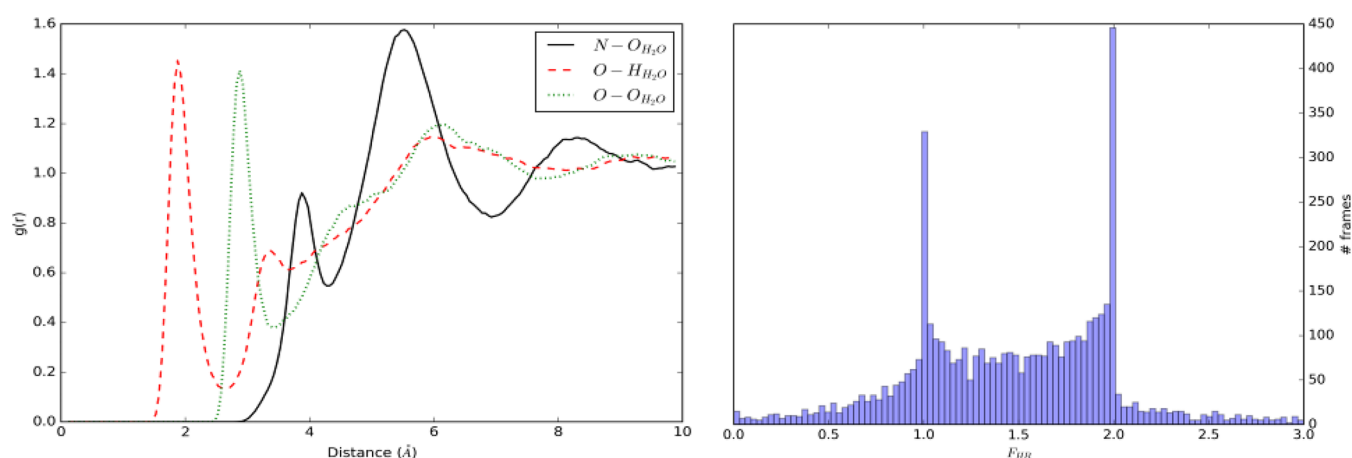 1.6
1.4
1.2
1.0
0.8
0.6
0.4
0.2
0.0
g(r)
0 2 4 6 8 10
Distance (Å)
N − O_{H₂O}
O − H_{H₂O}
O − O_{H₂O}
450
400
350
300
250
200
150
100
50
0
# frames
0.0 0.5 1.0 1.5 2.0 2.5 3.0
F_{HB}